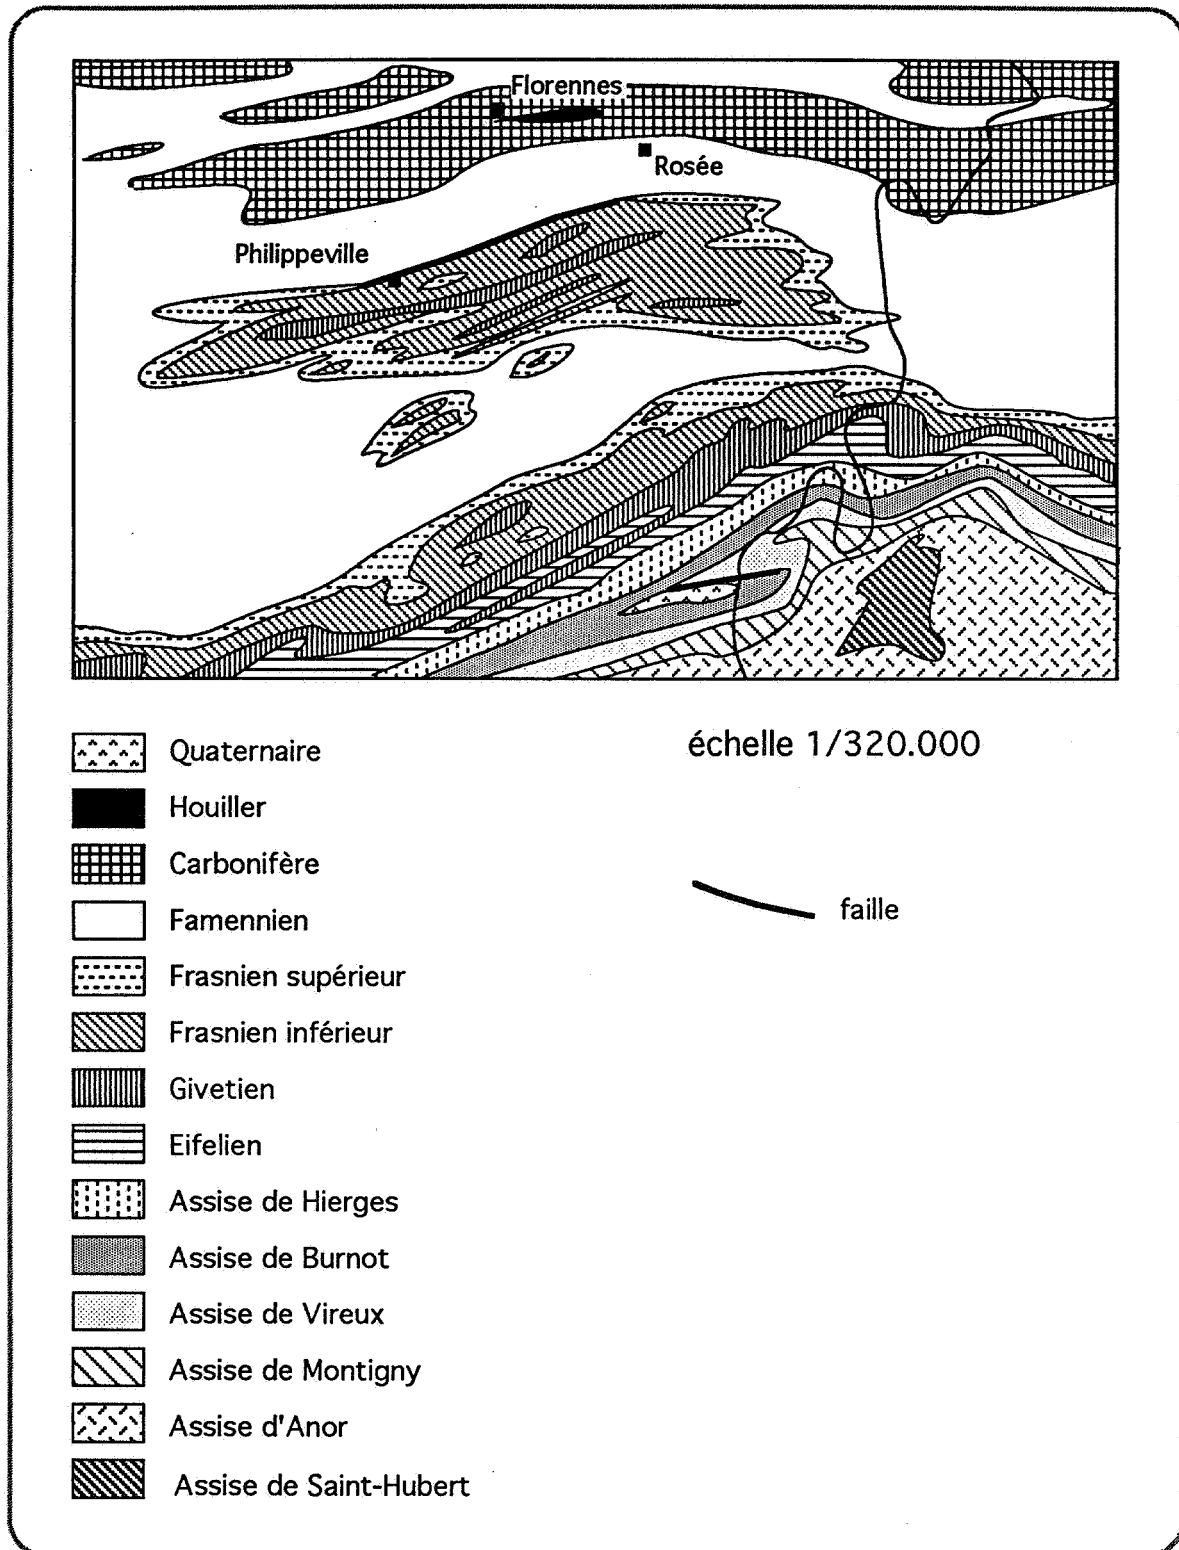 Florennes
Rosée
Philippeville
Quaternaire
échelle 1/320.000
Houiller
Carbonifère
faille
Famennien
Frasnien supérieur
Frasnien inférieur
Givetien
Eifelien
Assise de Hierges
Assise de Burnot
Assise de Vireux
Assise de Montigny
Assise d'Anor
Assise de Saint-Hubert